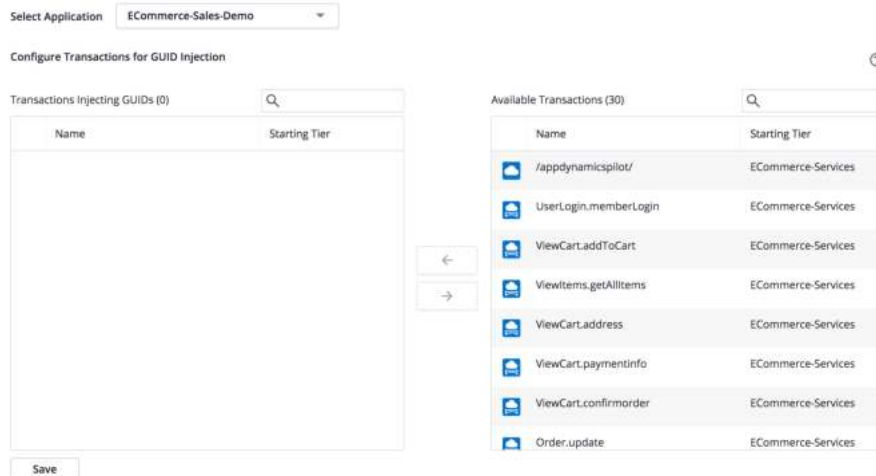 Select Application ECommerce-Sales-Demo
Configure Transactions for GUID Injection
Transactions Injecting GUIDs (0)
Name Starting Tier
Available Transactions (30)
Name Starting Tier
/appdynamicspilot/ ECommerce-Services
UserLogin.memberLogin ECommerce-Services
ViewCart.addToCart ECommerce-Services
ViewItems.getAllItems ECommerce-Services
ViewCart.address ECommerce-Services
ViewCart.paymentinfo ECommerce-Services
ViewCart.confirmorder ECommerce-Services
Order.update ECommerce-Services
Save